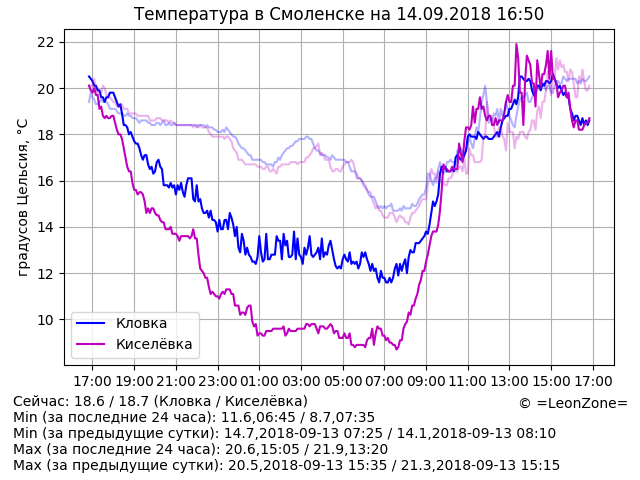 Температура в Смоленске на 14.09.2018 16:50
градусов Цельсия, °C
22
20
18
16
14
12
10
Кловка
Киселёвка
17:00 19:00 21:00 23:00 01:00 03:00 05:00 07:00 09:00 11:00 13:00 15:00 17:00
Сейчас: 18.6 / 18.7 (Кловка / Киселёвка)
© =LeonZone=
Min (за последние 24 часа): 11.6,06:45 / 8.7,07:35
Min (за предыдущие сутки): 14.7,2018-09-13 07:25 / 14.1,2018-09-13 08:10
Max (за последние 24 часа): 20.6,15:05 / 21.9,13:20
Max (за предыдущие сутки): 20.5,2018-09-13 15:35 / 21.3,2018-09-13 15:15